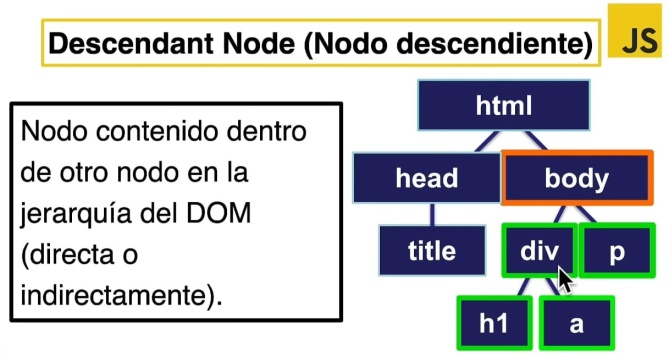 Descendant Node (Nodo descendiente)
JS
Nodo contenido dentro
de otro nodo en la
jerarquía del DOM
(directa o
indirectamente).
html
head body
title div p
h1 a